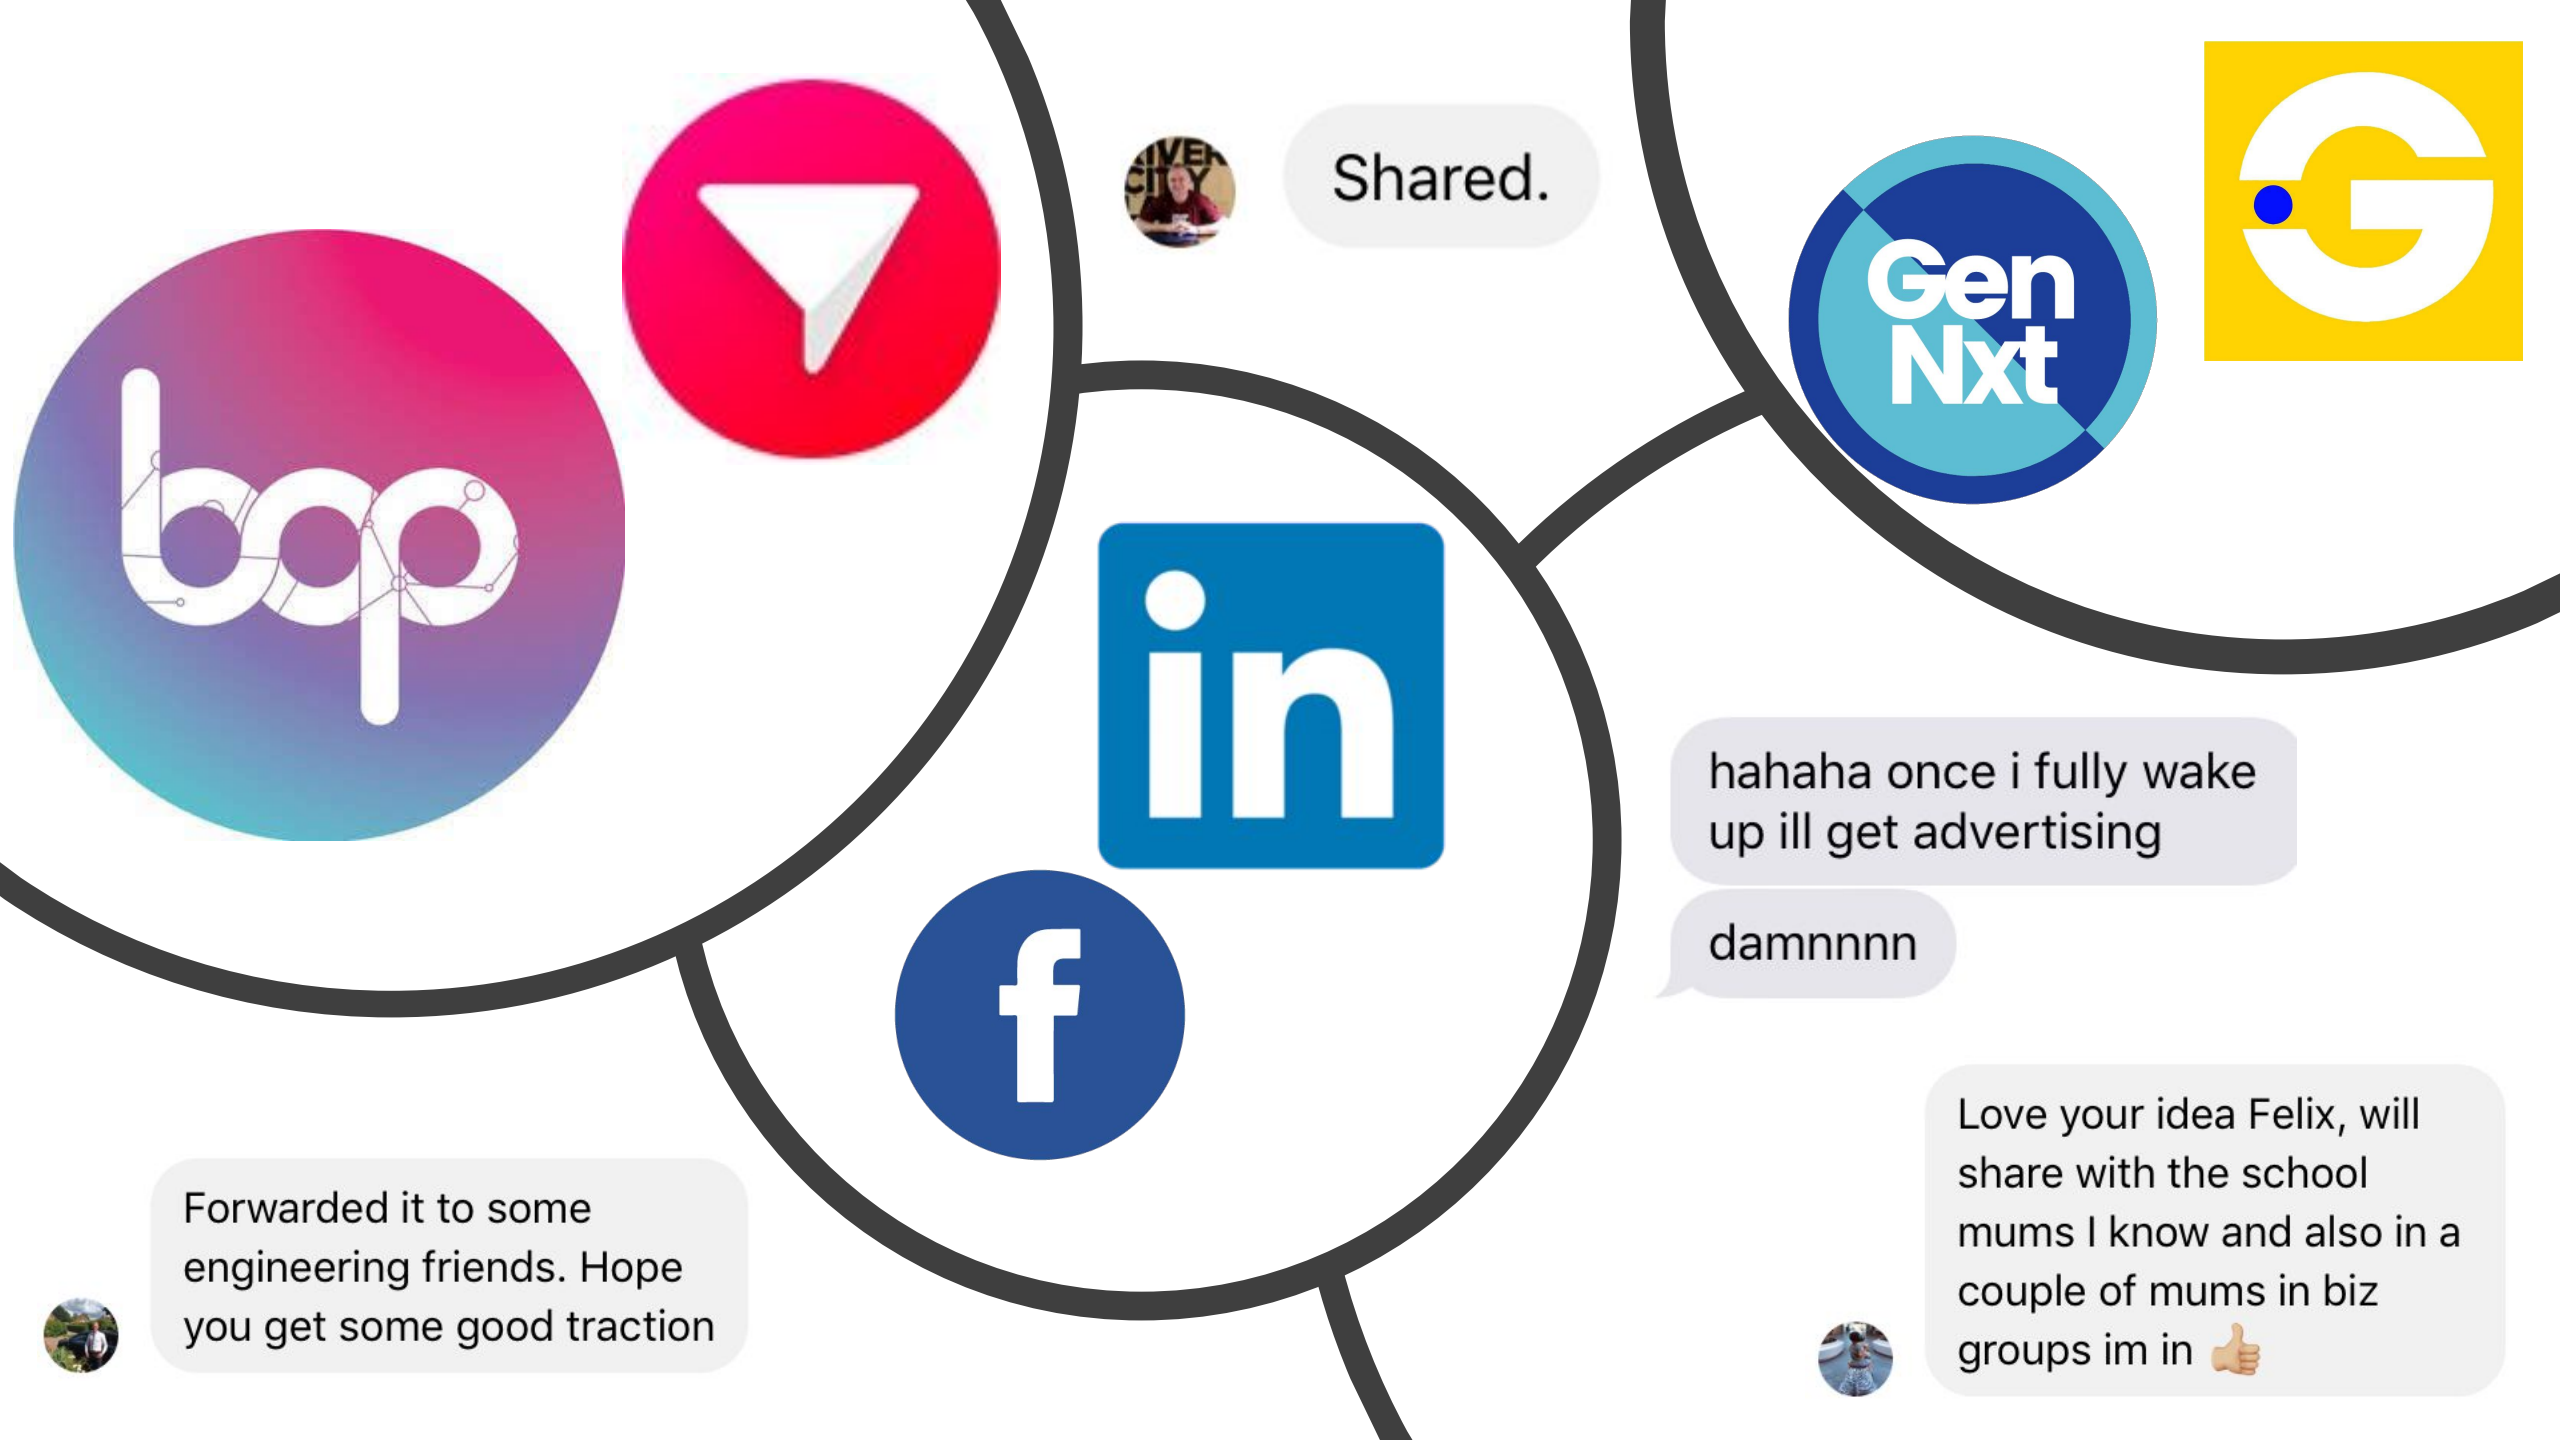 bqp
Shared.
Gen
Nxt
G
in
f
hahaha once i fully wake
up ill get advertising
damnnnn
Forwarded it to some
engineering friends. Hope
you get some good traction
Love your idea Felix, will
share with the school
mums I know and also in a
couple of mums in biz
groups im in 👍🏼
RIVER
CITY